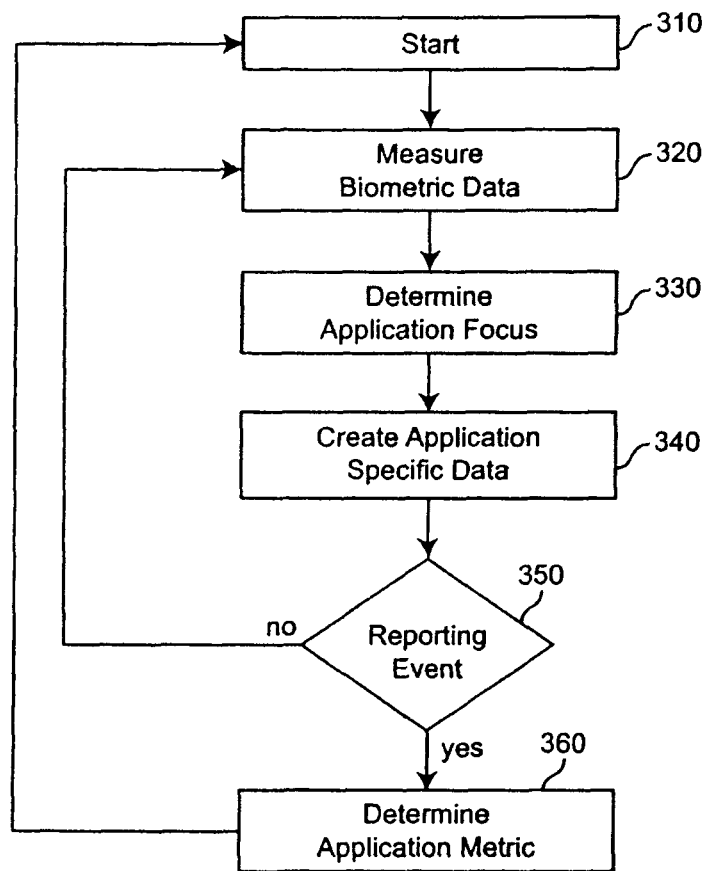 Start
310
Measure
Biometric Data
320
Determine
Application Focus
330
Create Application
Specific Data
340
350
no
Reporting
Event
yes
360
Determine
Application Metric